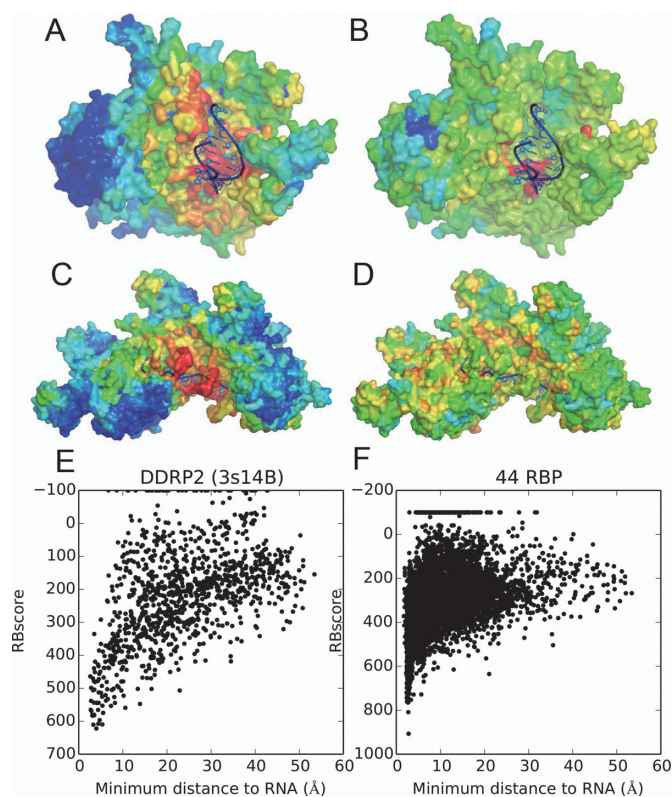 A B
C D
E F
DDRP2 (3s14B) 44 RBP
−100 −200
0 0
100 200
200 400
300 600
400 800
500 1000
600
700
RBscore RBscore
0 10 20 30 40 50 60 0 10 20 30 40 50 60
Minimum distance to RNA (Å) Minimum distance to RNA (Å)